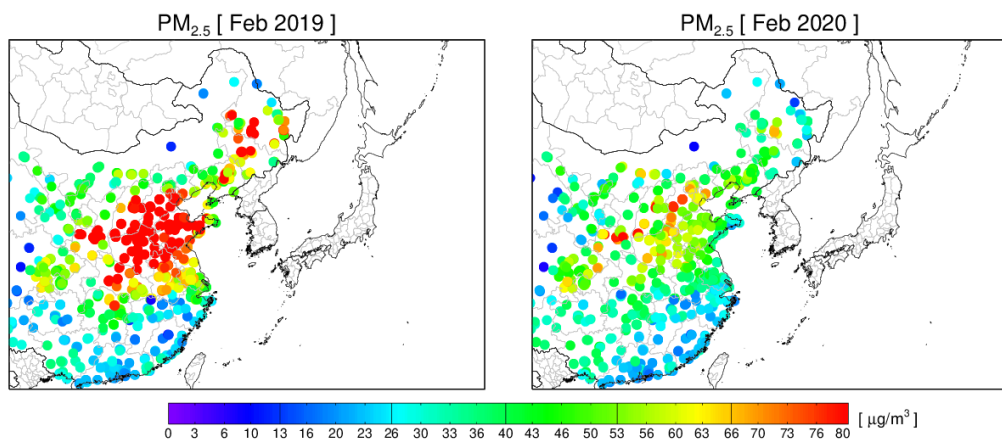 PM2.5 [ Feb 2019 ]
PM2.5 [ Feb 2020 ]
0 3 10 13 16 20 23 26 30 33 36 40 43 46 50 53 56 60 63 66 70 73 76 80 [ μg/m³ ]